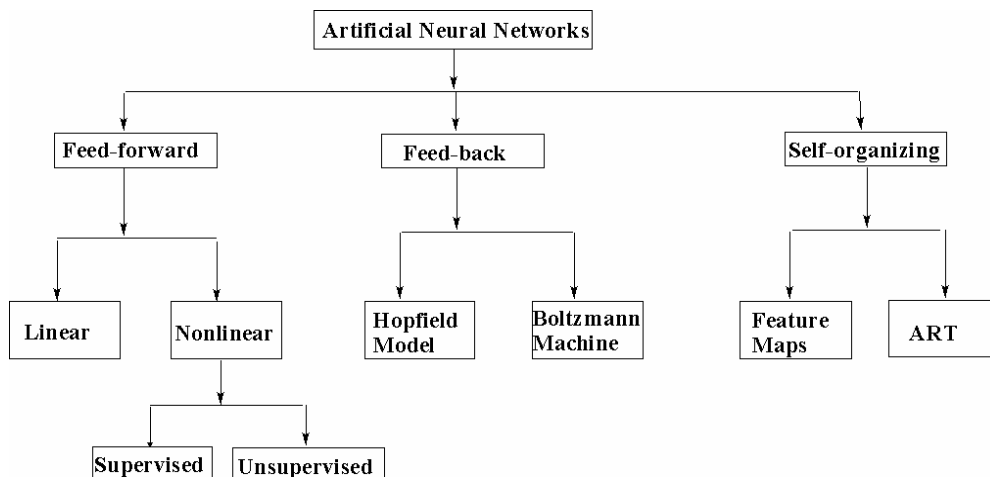 Artificial Neural Networks
Feed-forward
Feed-back
Self-organizing
Linear
Nonlinear
Hopfield
Model
Boltzmann
Machine
Feature
Maps
ART
Supervised
Unsupervised